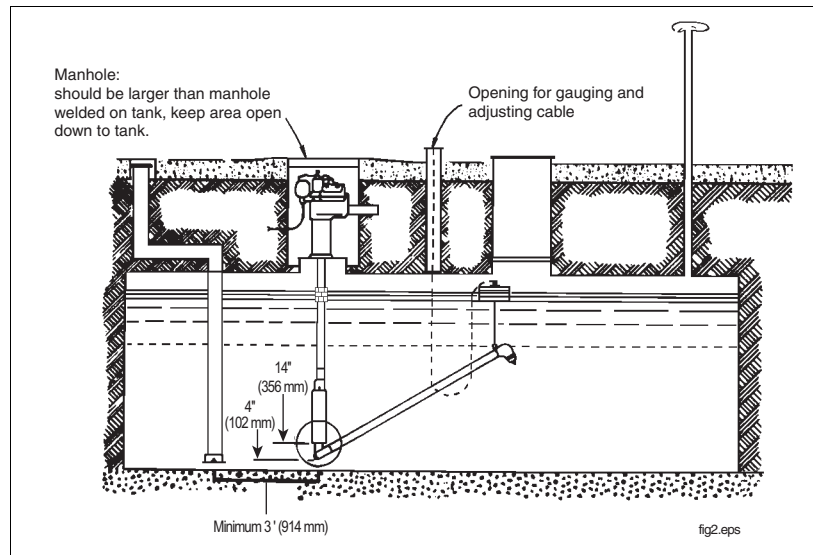 Manhole:
should be larger than manhole
welded on tank, keep area open
down to tank.
Opening for gauging and
adjusting cable
14"
(356 mm)
4"
(102 mm)
Minimum 3' (914 mm)
fig2.eps